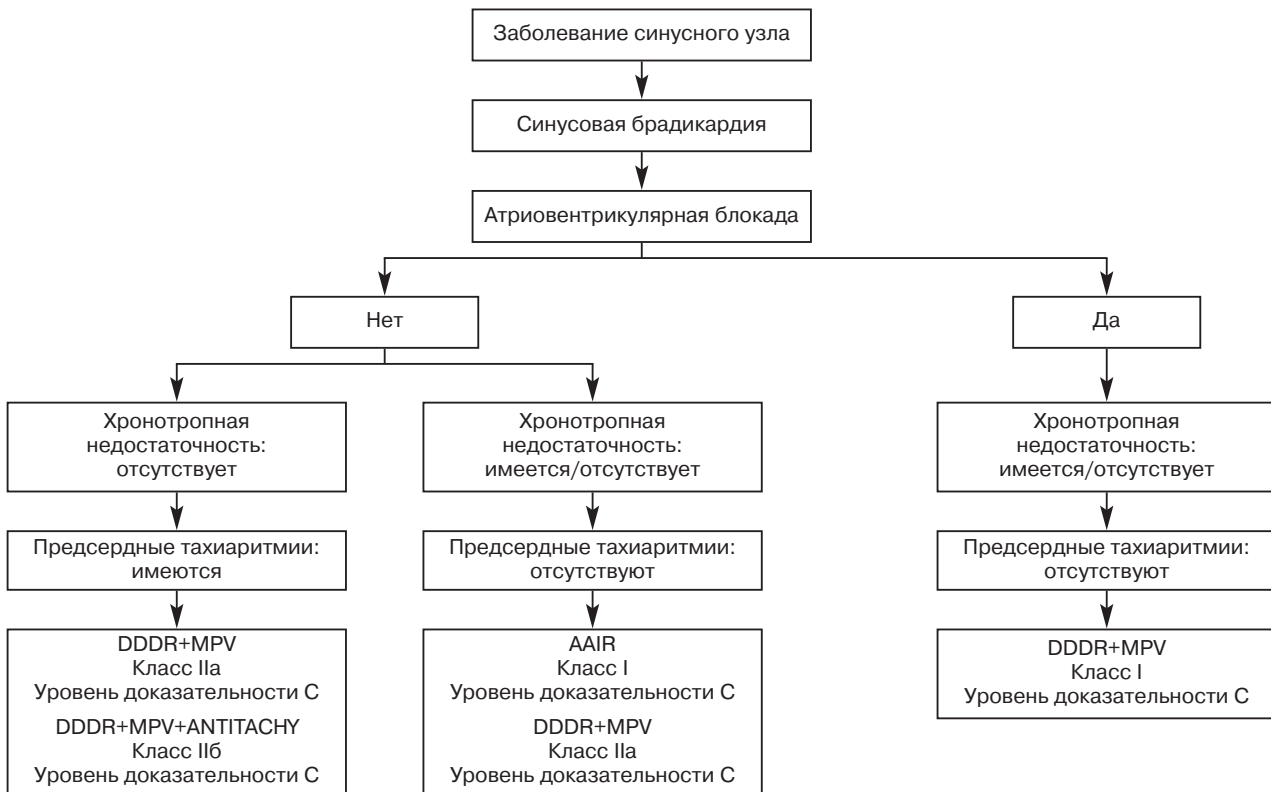 Заболевание синусного узла
Синусовая брадикардия
Атриовентрикулярная блокада
Нет
Да
Хронотропная
недостаточность:
отсутствует
Хронотропная
недостаточность:
имеется/отсутствует
Хронотропная
недостаточность:
имеется/отсутствует
Предсердные тахиаритмии:
имеются
Предсердные тахиаритмии:
отсутствуют
Предсердные тахиаритмии:
отсутствуют
DDDR+MPV
Класс IIа
Уровень доказательности С
DDDR+MPV+ANTITACHY
Класс IIб
Уровень доказательности С
AAIR
Класс I
Уровень доказательности С
DDDR+MPV
Класс IIа
Уровень доказательности С
DDDR+MPV
Класс I
Уровень доказательности С